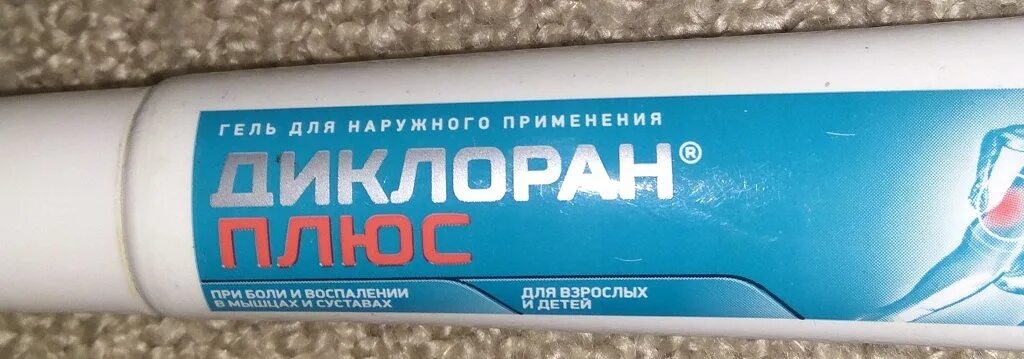 ГЕЛЬ ДЛЯ НАРУЖНОГО ПРИМЕНЕНИЯ
ДИКЛОРАН®
ПЛЮС
ПРИ БОЛИ И ВОСПАЛЕНИИ
В МЫШЦАХ И СУСТАВАХ
ДЛЯ ВЗРОСЛЫХ
И ДЕТЕЙ